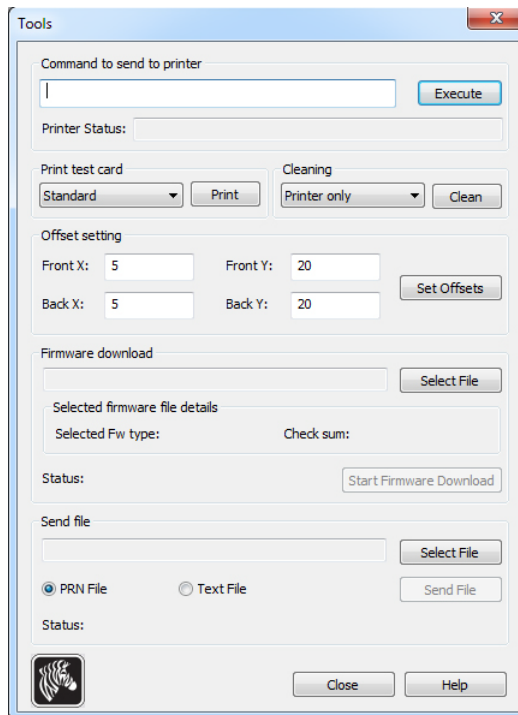 Tools
Command to send to printer
Execute
Printer Status:
Print test card
Cleaning
Standard Print Printer only Clean
Offset setting
Front X: 5 Front Y: 20
Set Offsets
Back X: 5 Back Y: 20
Firmware download
Select File
Selected firmware file details
Selected Fw type: Check sum:
Status: Start Firmware Download
Send file
Select File
PRN File Text File Send File
Status:
Close Help